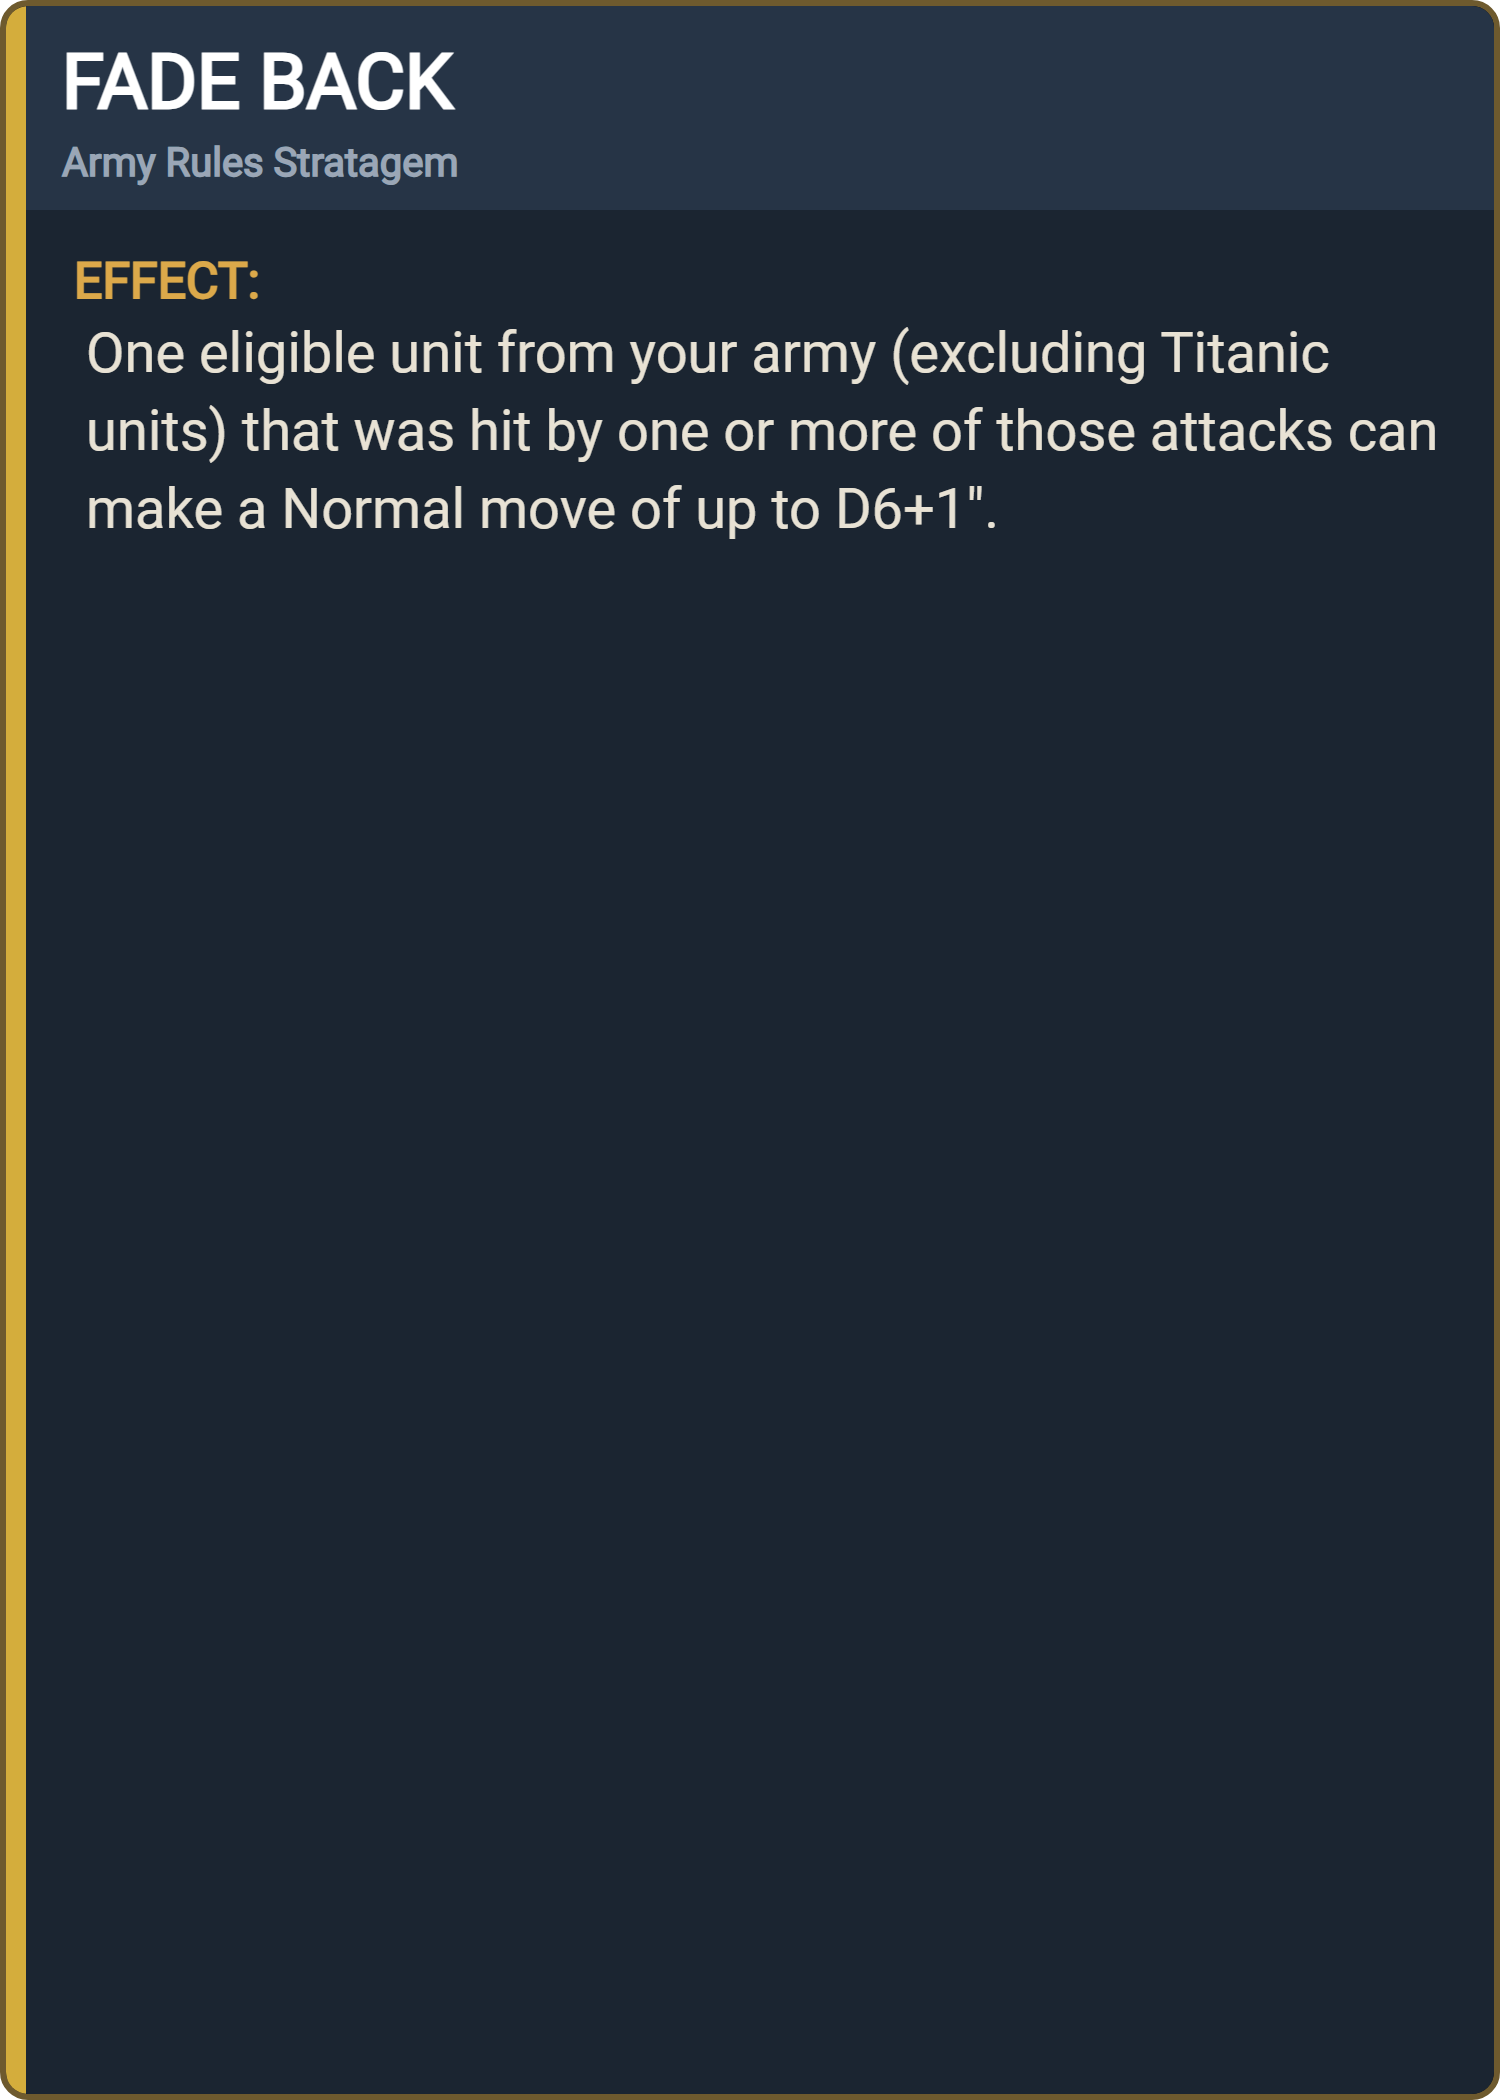 FADE BACK
Army Rules Stratagem
EFFECT:
One eligible unit from your army (excluding Titanic
units) that was hit by one or more of those attacks can
make a Normal move of up to D6+1".